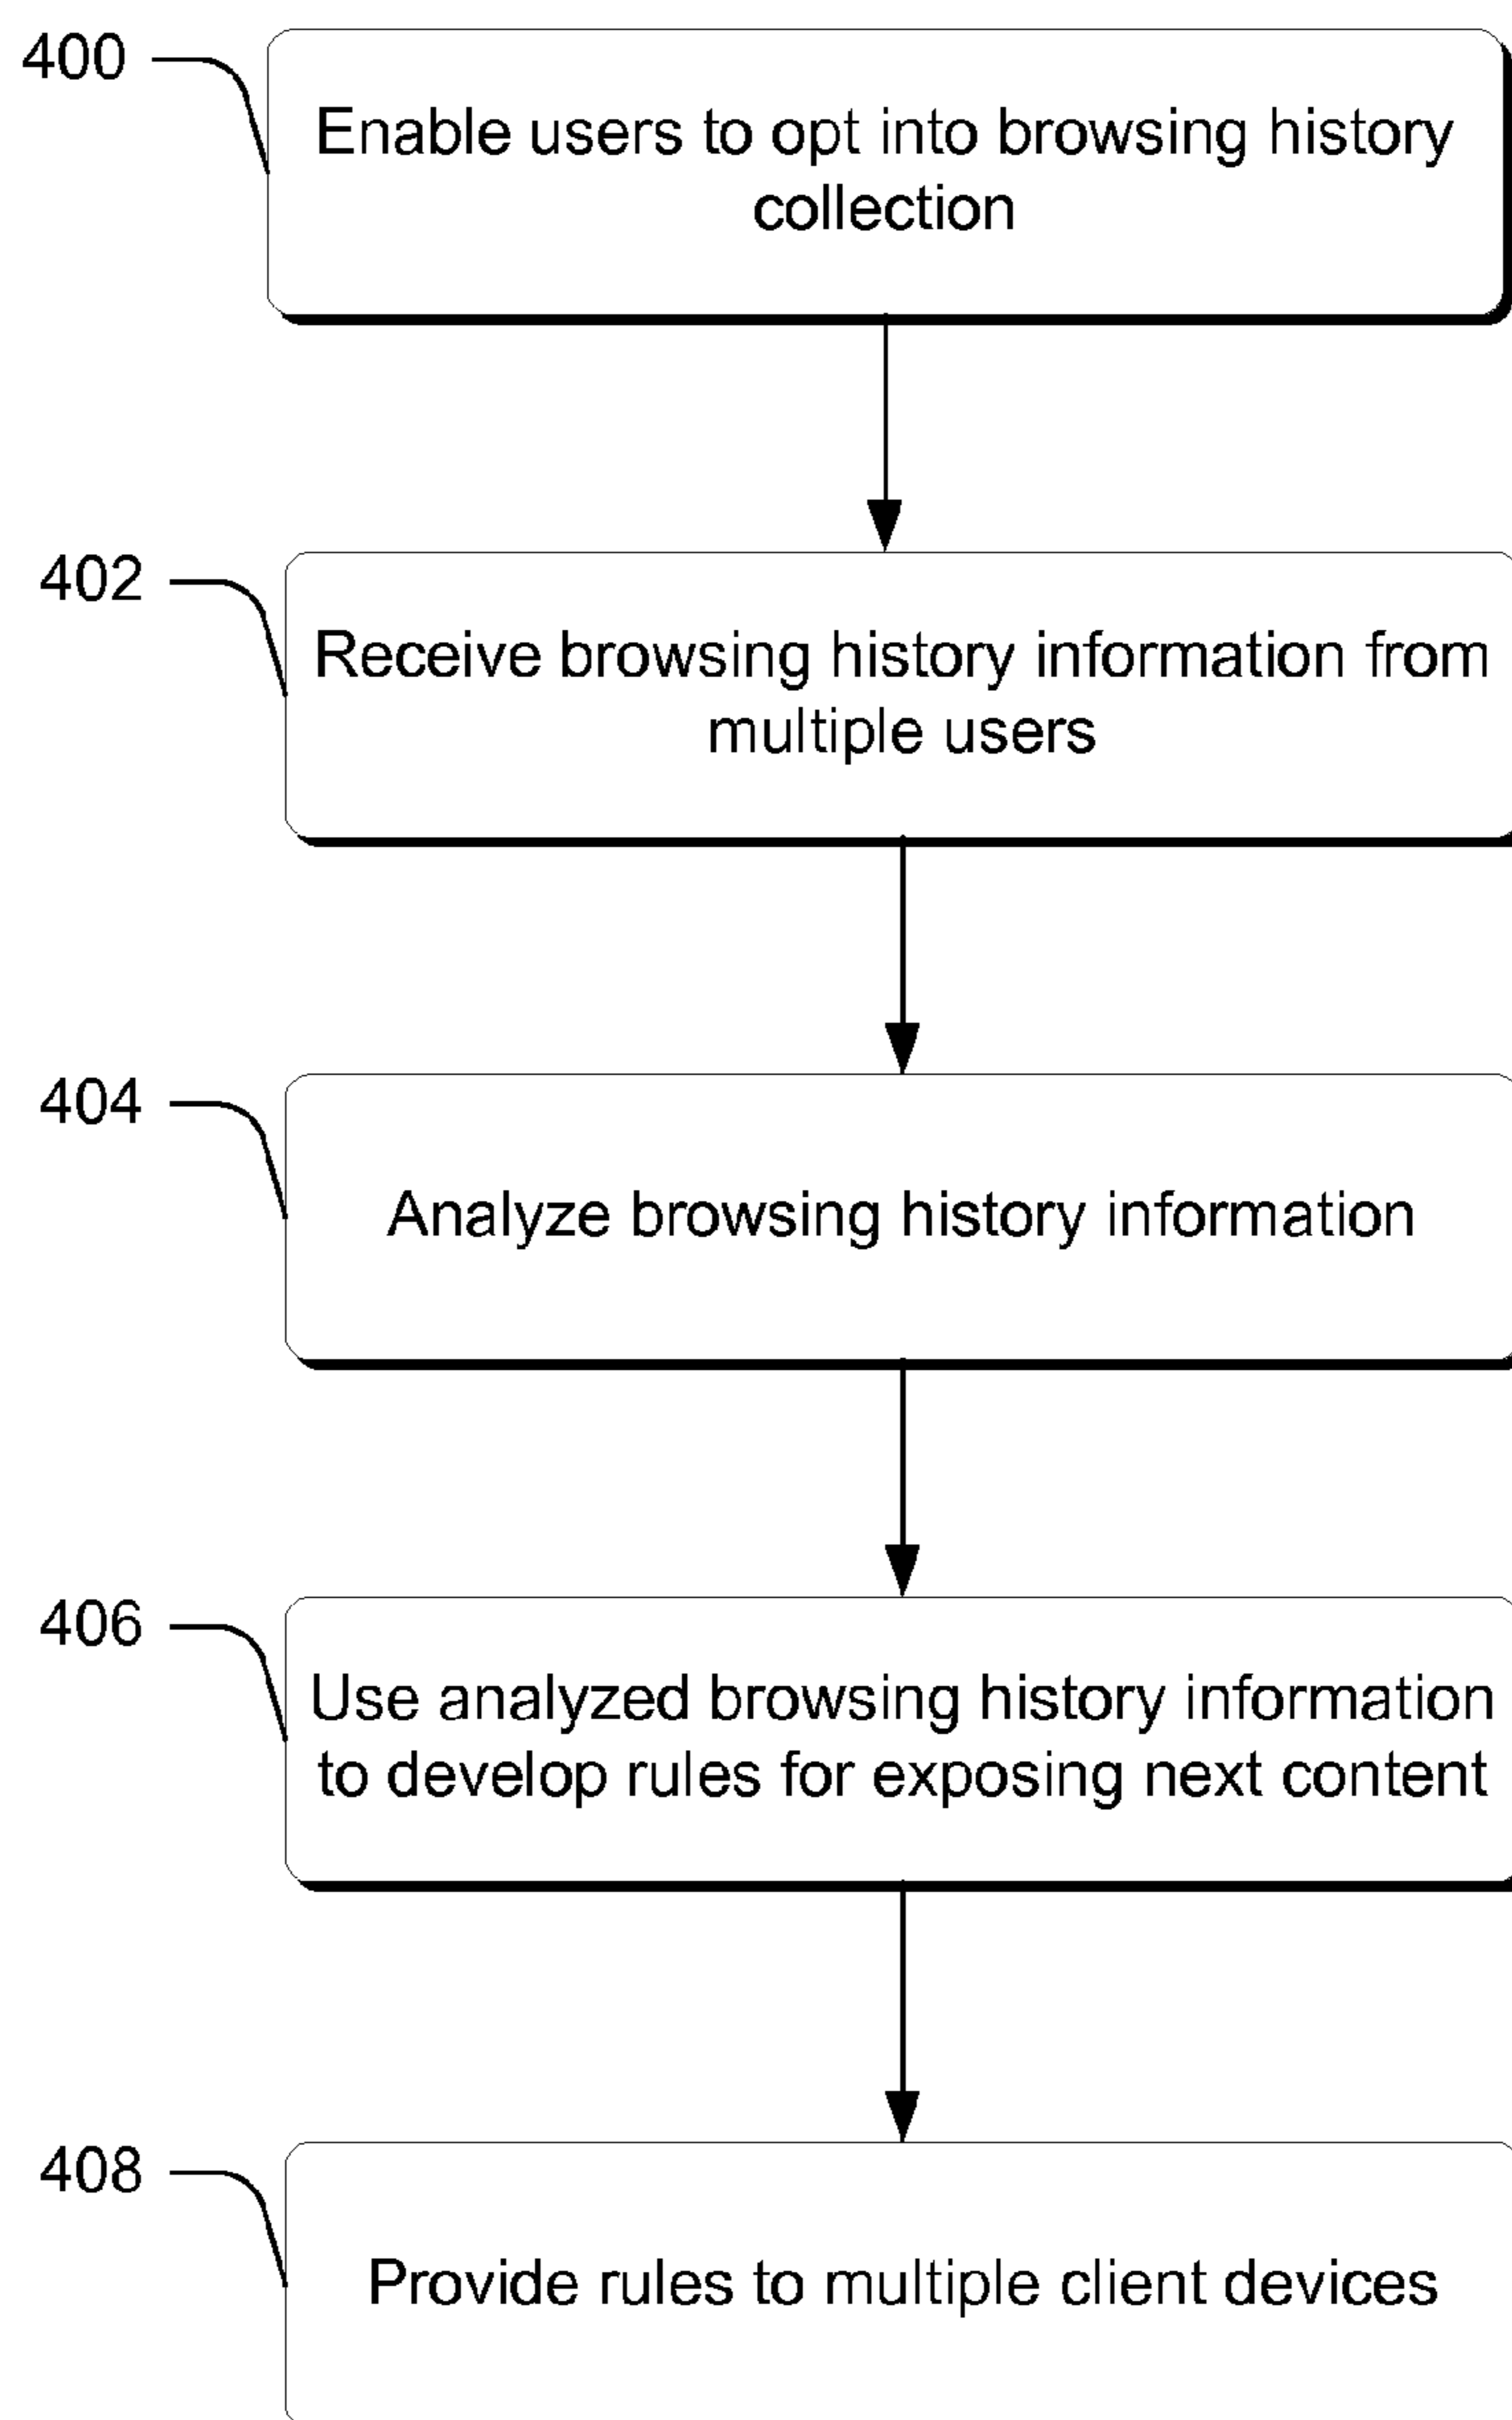 400
Enable users to opt into browsing history
collection
402
Receive browsing history information from
multiple users
404
Analyze browsing history information
406
Use analyzed browsing history information
to develop rules for exposing next content
408
Provide rules to multiple client devices